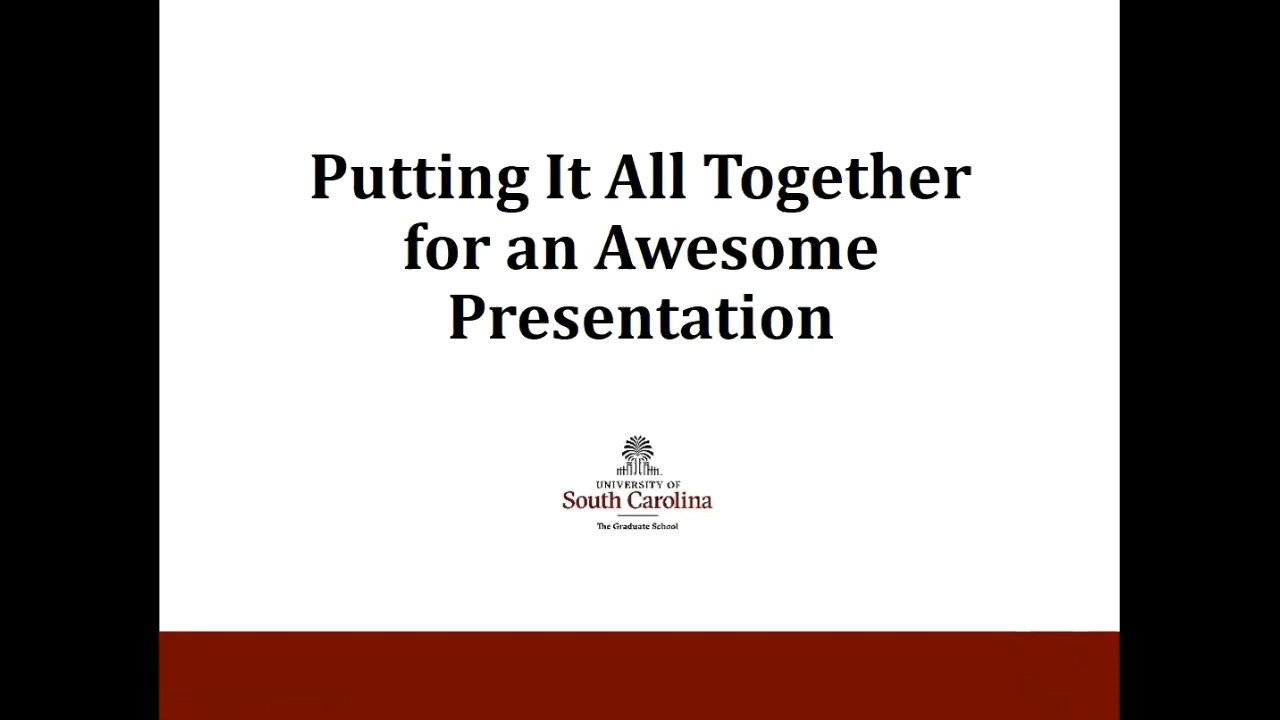 Putting It All Together
for an Awesome
Presentation
UNIVERSITY OF
South Carolina
The Graduate School